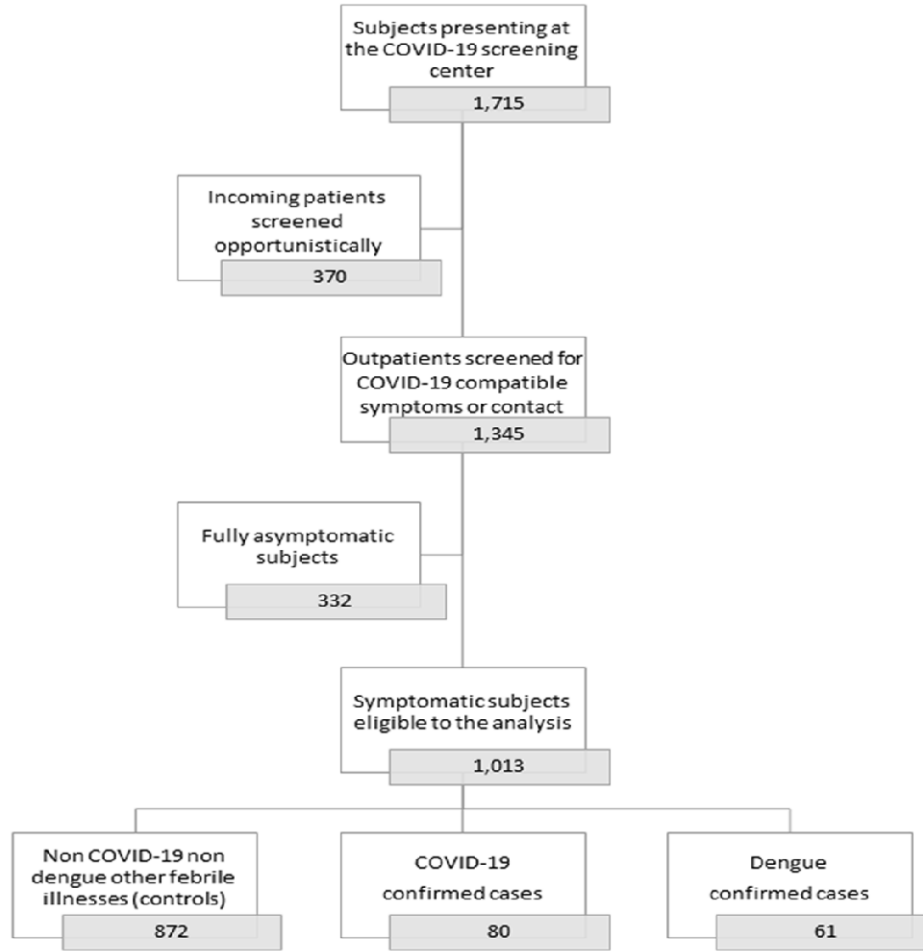 Subjects presenting at
the COVID-19 screening
center
1,715
Incoming patients
screened
opportunistically
370
Outpatients screened for
COVID-19 compatible
symptoms or contact
1,345
Fully asymptomatic
subjects
332
Symptomatic subjects
eligible to the analysis
1,013
Non COVID-19 non
dengue other febrile
illnesses (controls)
872
COVID-19
confirmed cases
80
Dengue
confirmed cases
61